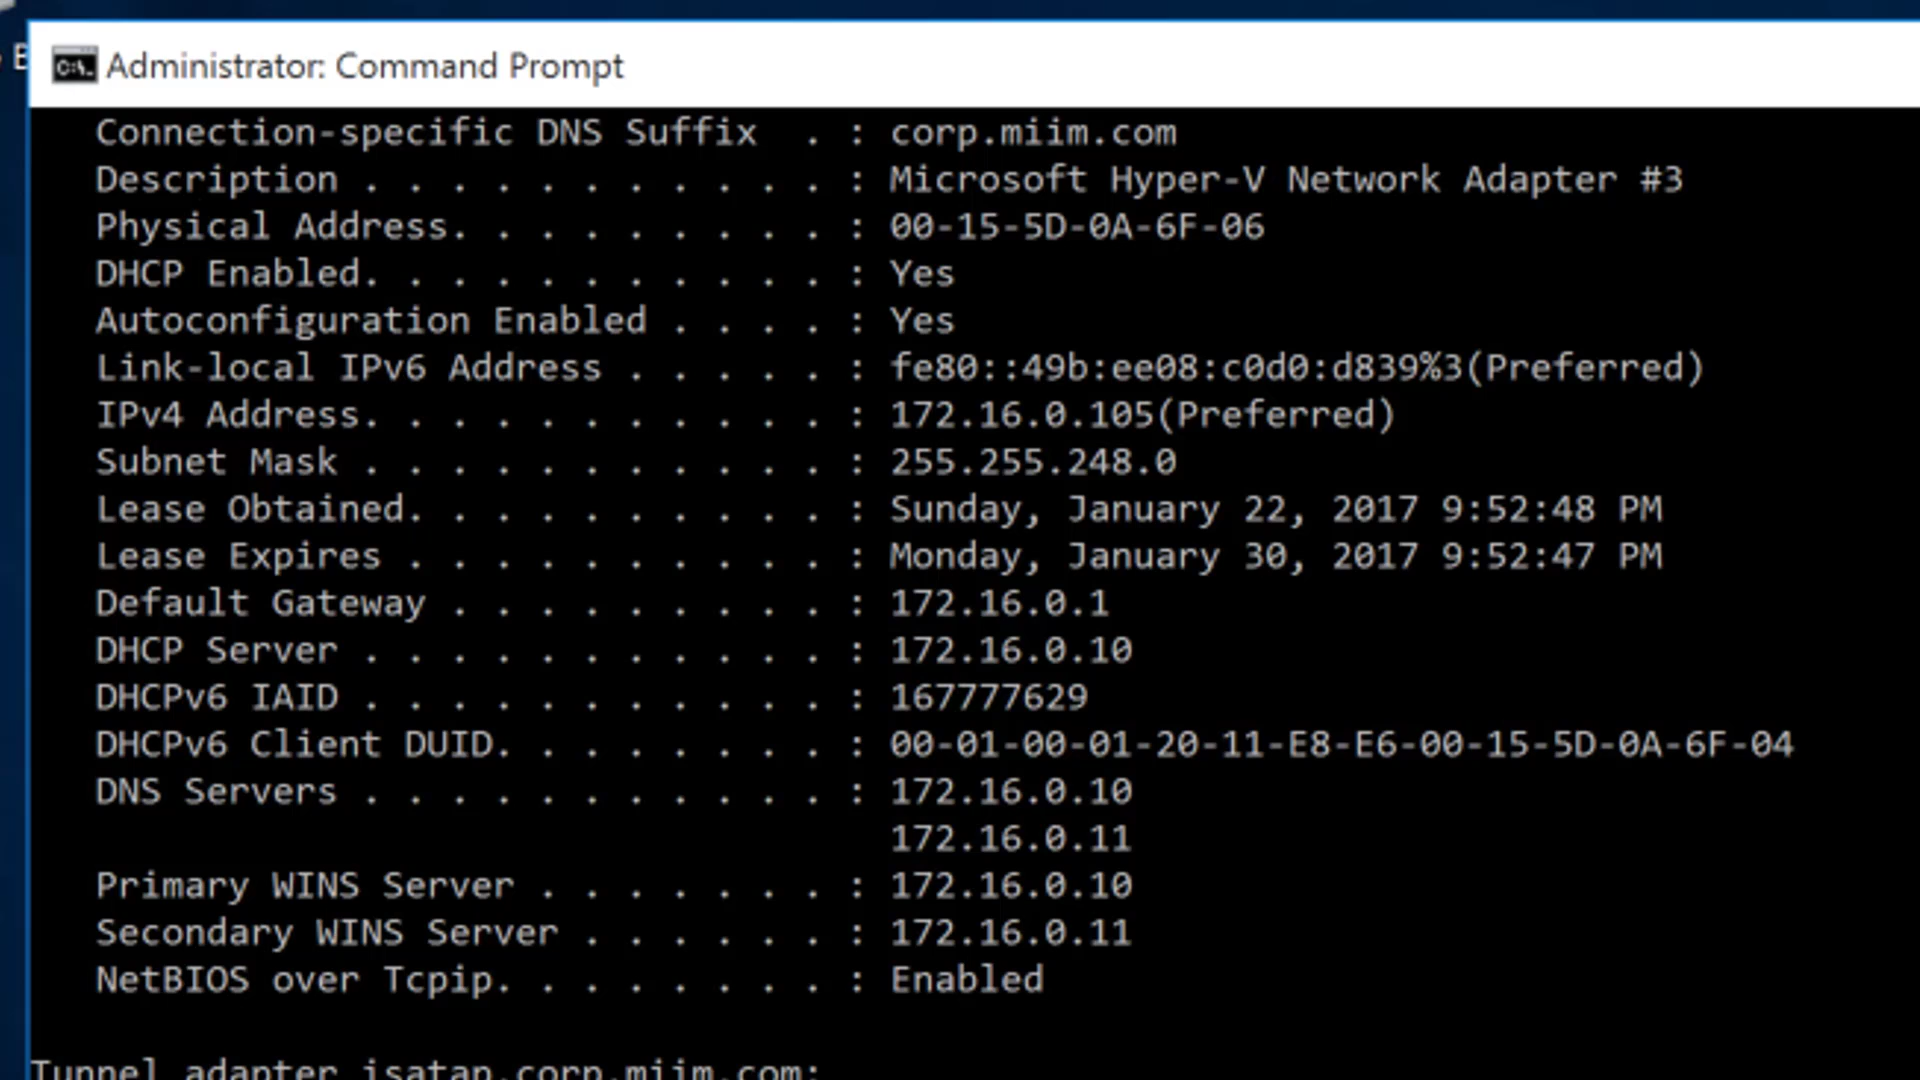 Administrator: Command Prompt
Connection-specific DNS Suffix  . : corp.miim.com
Description . . . . . . . . . . . : Microsoft Hyper-V Network Adapter #3
Physical Address. . . . . . . . . : 00-15-5D-0A-6F-06
DHCP Enabled. . . . . . . . . . . : Yes
Autoconfiguration Enabled . . . . : Yes
Link-local IPv6 Address . . . . . : fe80::49b:ee08:c0d0:d839%3(Preferred)
IPv4 Address. . . . . . . . . . . : 172.16.0.105(Preferred)
Subnet Mask . . . . . . . . . . . : 255.255.248.0
Lease Obtained. . . . . . . . . . : Sunday, January 22, 2017 9:52:48 PM
Lease Expires . . . . . . . . . . : Monday, January 30, 2017 9:52:47 PM
Default Gateway . . . . . . . . . : 172.16.0.1
DHCP Server . . . . . . . . . . . : 172.16.0.10
DHCPv6 IAID . . . . . . . . . . . : 167777629
DHCPv6 Client DUID. . . . . . . . : 00-01-00-01-20-11-E8-E6-00-15-5D-0A-6F-04
DNS Servers . . . . . . . . . . . : 172.16.0.10
172.16.0.11
Primary WINS Server . . . . . . . : 172.16.0.10
Secondary WINS Server . . . . . . : 172.16.0.11
NetBIOS over Tcpip. . . . . . . . : Enabled
Tunnel adapter isatap.corp.miim.com: